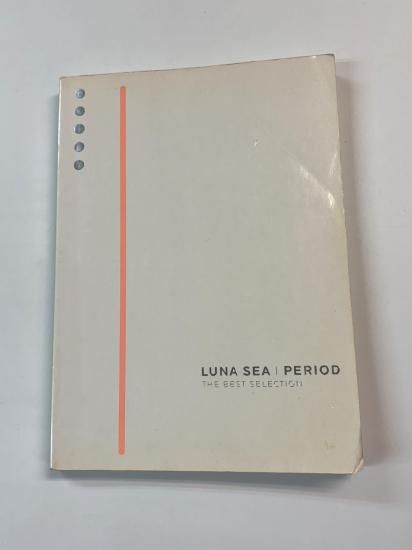 LUNA SEA | PERIOD
THE BEST SELECTION